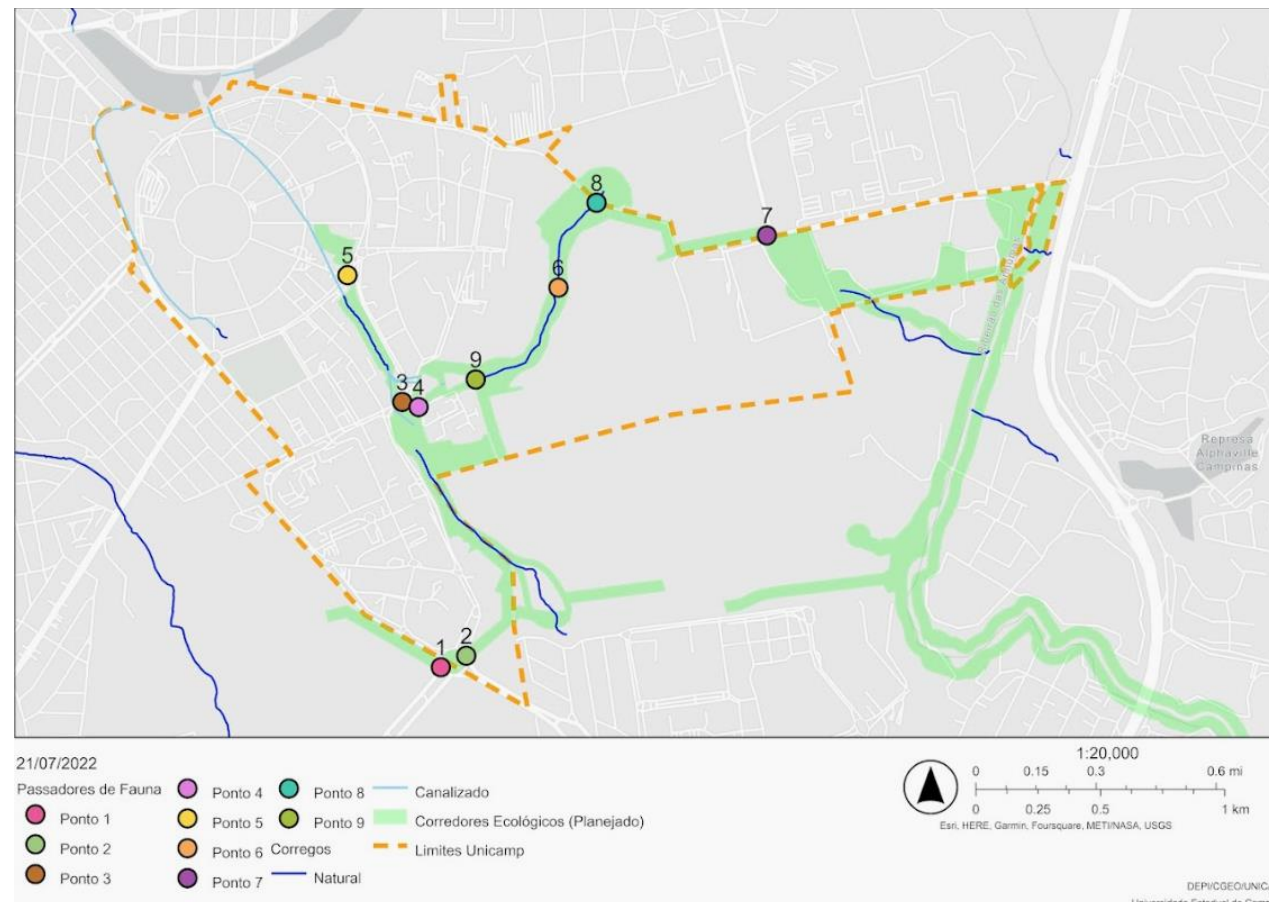 8
7
5
6
9
3
4
2
1
Represa
Alphaville
Campinas
21/07/2022
Passadores de Fauna
Ponto 1
Ponto 2
Ponto 3
Ponto 4
Ponto 5
Ponto 6
Ponto 7
Ponto 8
Ponto 9
Corregos
Natural
Canalizado
Corredores Ecológicos (Planejado)
Limites Unicamp
1:20,000
0 0.15 0.3 0.6 mi
0 0.25 0.5 1 km
Esri, HERE, Garmin, Foursquare, METI/NASA, USGS
DEPI/CGEO/UNICA